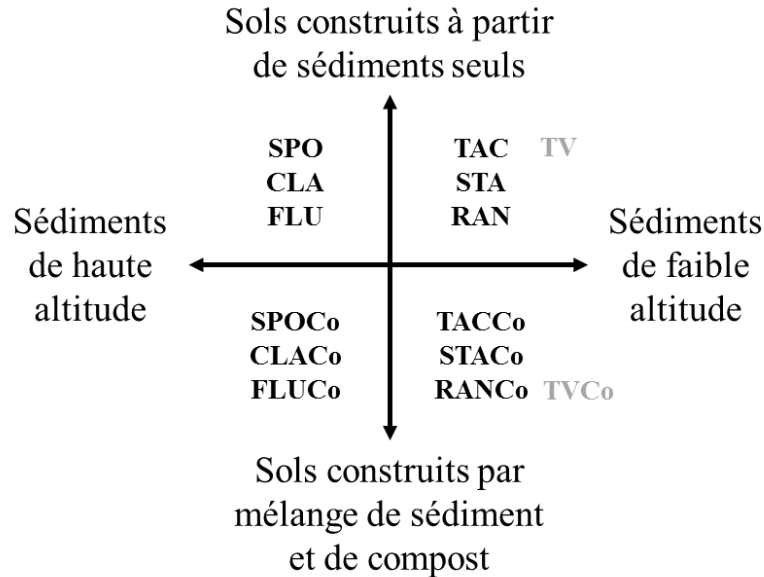 Sols construits à partir
de sédiments seuls
SPO
CLA
FLU
TAC TV
STA
RAN
Sédiments
de haute
altitude
Sédiments
de faible
altitude
SPOCo
CLACo
FLUCo
TACCo
STACo
RANCo TVCo
Sols construits par
mélange de sédiment
et de compost